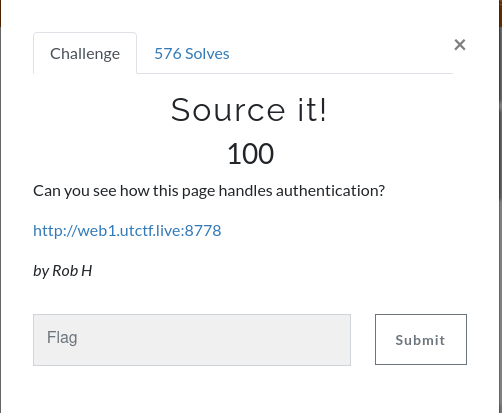 Challenge
576 Solves
×
Source it!
100
Can you see how this page handles authentication?
http://web1.utctf.live:8778
by Rob H
Flag
Submit